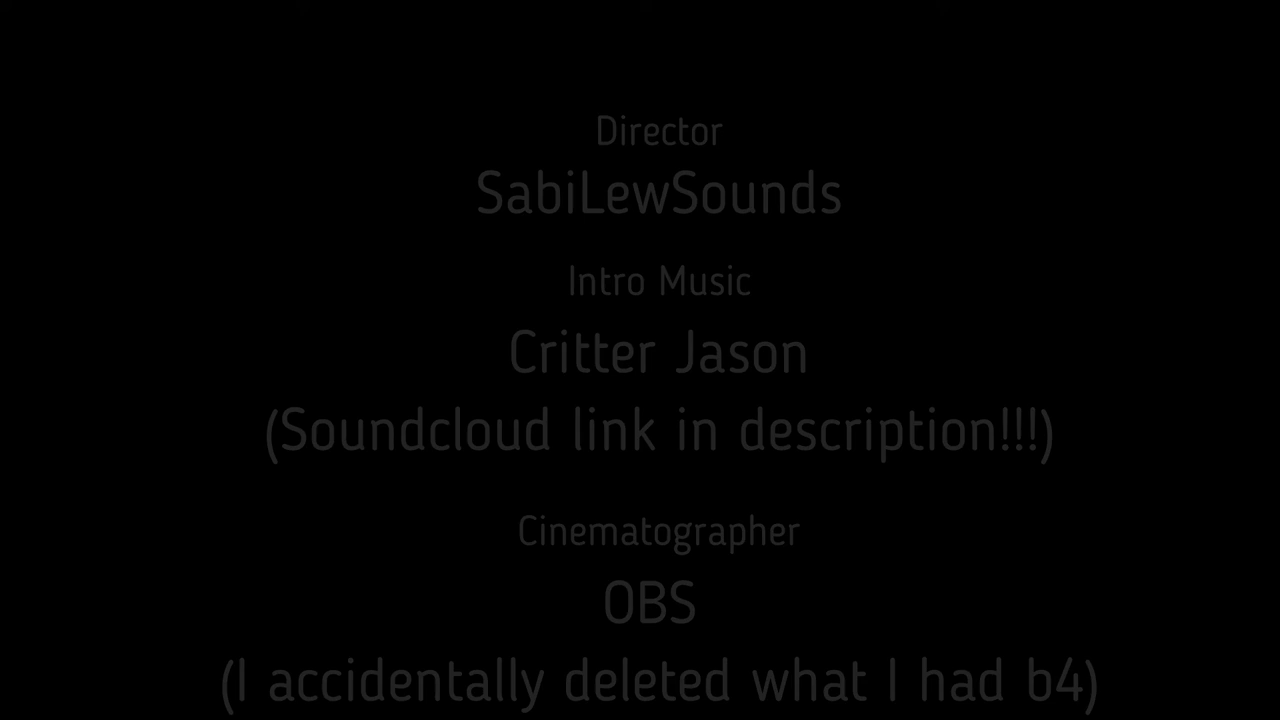 Director
SabiLewSounds
Intro Music
Critter Jason
(Soundcloud link in description!!!)
Cinematographer
OBS
(I accidentally deleted what I had b4)